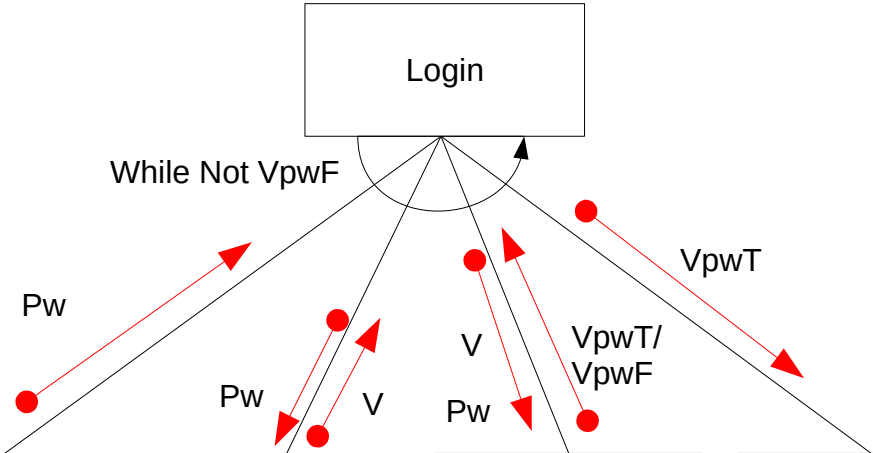 Login
While Not VpwF
VpwT
Pw
V
VpwT/
VpwF
Pw
V
Pw